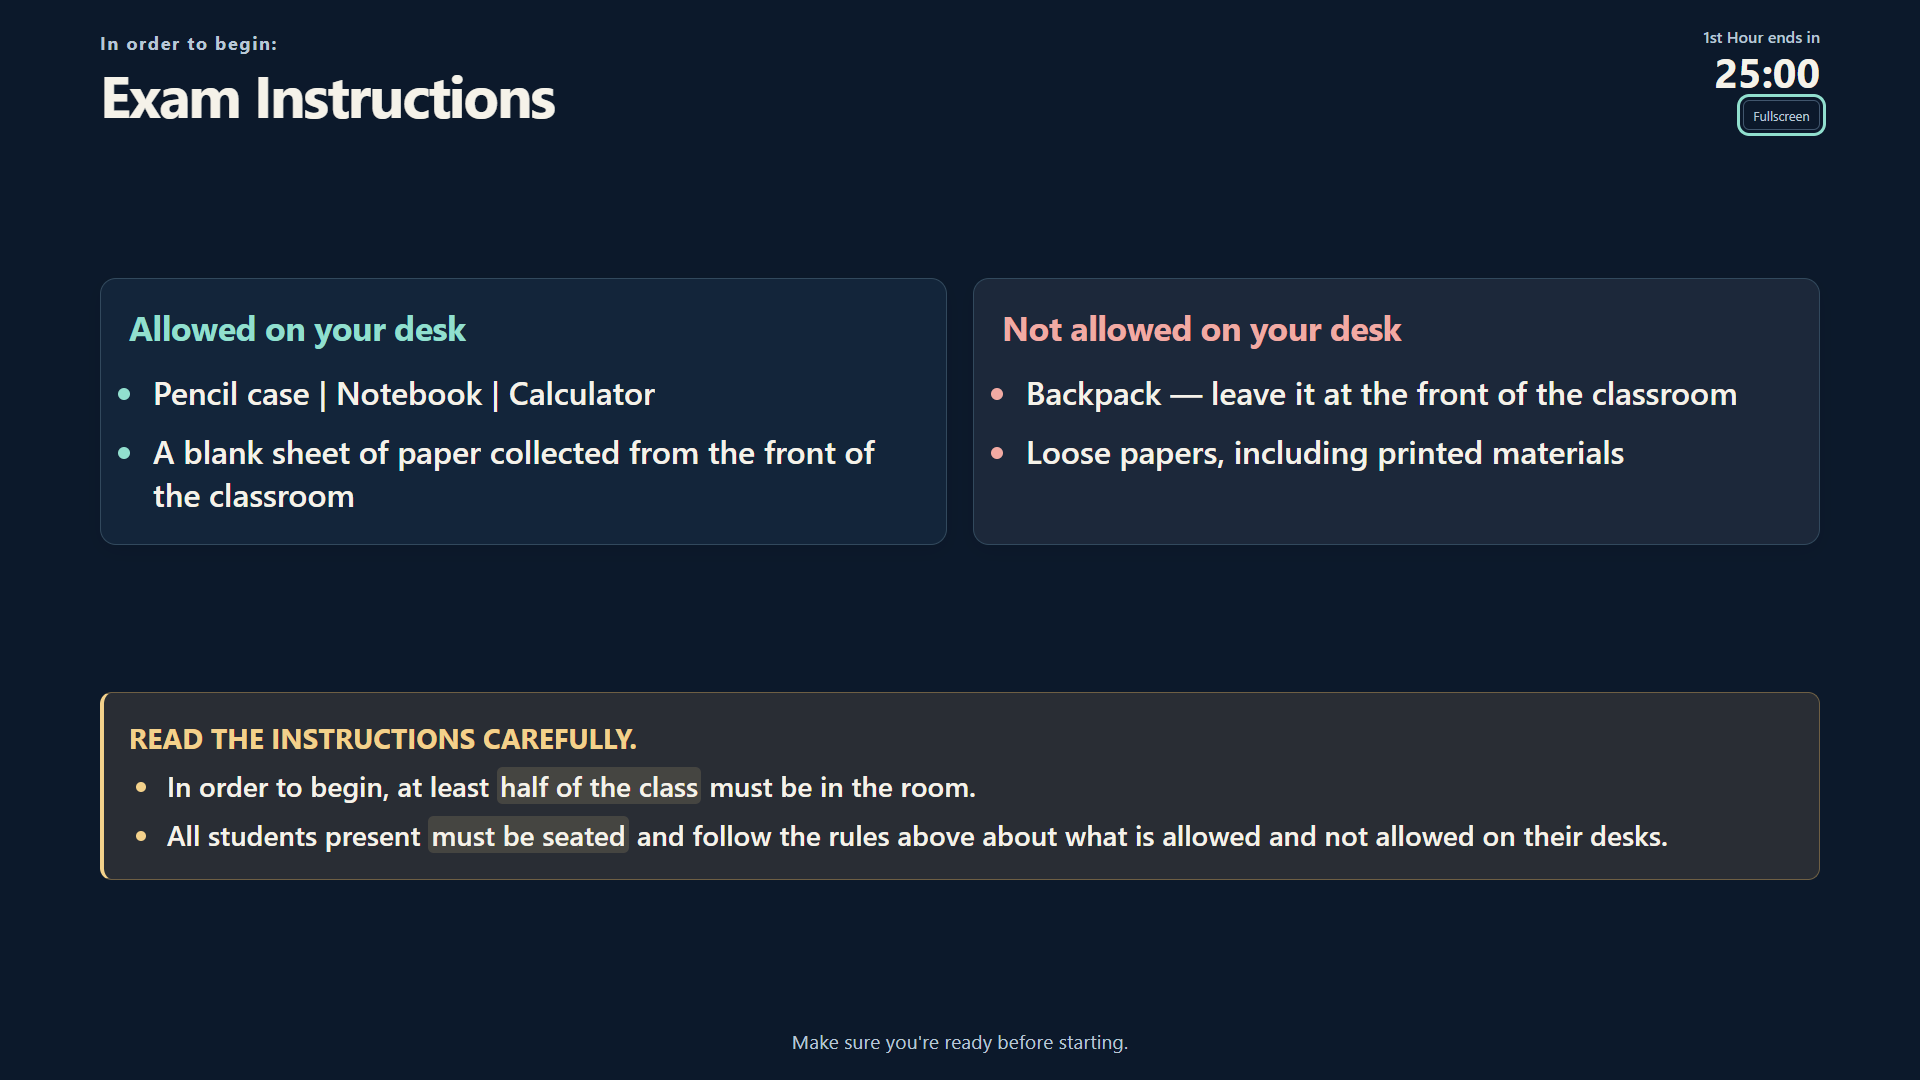 In order to begin:
Exam Instructions
1st Hour ends in
25:00
Fullscreen
Allowed on your desk
Pencil case | Notebook | Calculator
A blank sheet of paper collected from the front of
the classroom
Not allowed on your desk
Backpack — leave it at the front of the classroom
Loose papers, including printed materials
READ THE INSTRUCTIONS CAREFULLY.
In order to begin, at least half of the class must be in the room.
All students present must be seated and follow the rules above about what is allowed and not allowed on their desks.
Make sure you're ready before starting.